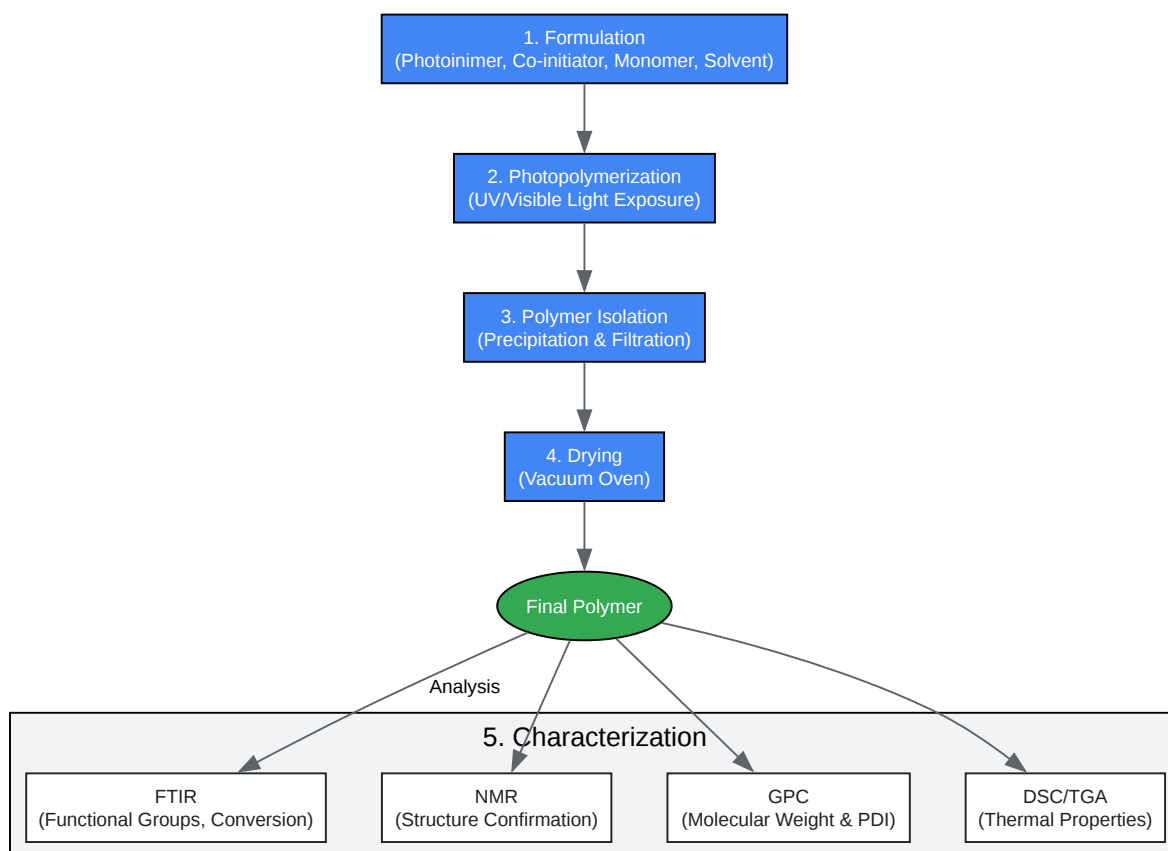 1. Formulation
(Photoinimer, Co-initiator, Monomer, Solvent)
2. Photopolymerization
(UV/Visible Light Exposure)
3. Polymer Isolation
(Precipitation & Filtration)
4. Drying
(Vacuum Oven)
Final Polymer
Analysis
5. Characterization
FTIR
(Functional Groups, Conversion)
NMR
(Structure Confirmation)
GPC
(Molecular Weight & PDI)
DSC/TGA
(Thermal Properties)